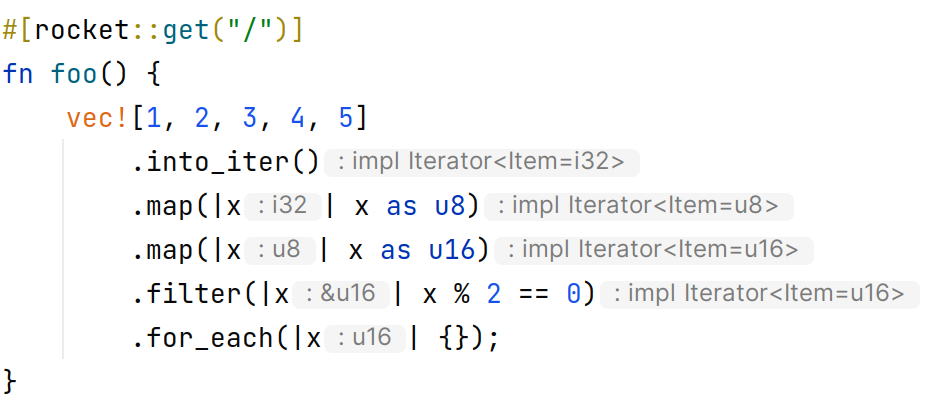 #[rocket::get("/")]
fn foo() {
    vec![1, 2, 3, 4, 5]
        .into_iter() : impl Iterator<Item=i32>
        .map(|x : i32 | x as u8) : impl Iterator<Item=u8>
        .map(|x : u8 | x as u16) : impl Iterator<Item=u16>
        .filter(|x : &u16 | x % 2 == 0) : impl Iterator<Item=u16>
        .for_each(|x : u16 | {});
}